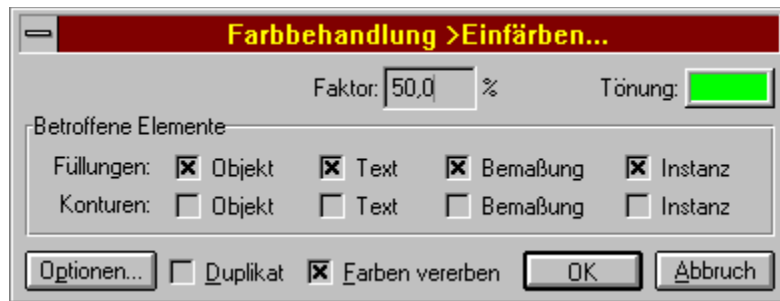 Farbbehandlung >Einfärben...
Faktor: 50,0 % Tönung:
Betroffene Elemente
Füllungen: Objekt Text Bemaßung Instanz
Konturen: Objekt Text Bemaßung Instanz
Optionen... Duplikat Farben vererben OK Abbruch